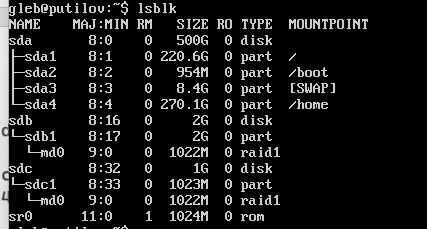 gleb@putilov:~$ lsblk
NAME MAJ:MIN RM SIZE RO TYPE MOUNTPOINT
sda 8:0 0 500G 0 disk
├─sda1 8:1 0 220.6G 0 part /
├─sda2 8:2 0 954M 0 part /boot
├─sda3 8:3 0 8.4G 0 part [SWAP]
└─sda4 8:4 0 270.1G 0 part /home
sdb 8:16 0 2G 0 disk
└─sdb1 8:17 0 2G 0 part
└─md0 9:0 0 1022M 0 raid1
sdc 8:32 0 1G 0 disk
└─sdc1 8:33 0 1023M 0 part
└─md0 9:0 0 1022M 0 raid1
sr0 11:0 1 1024M 0 rom
gleb@putilov:~$